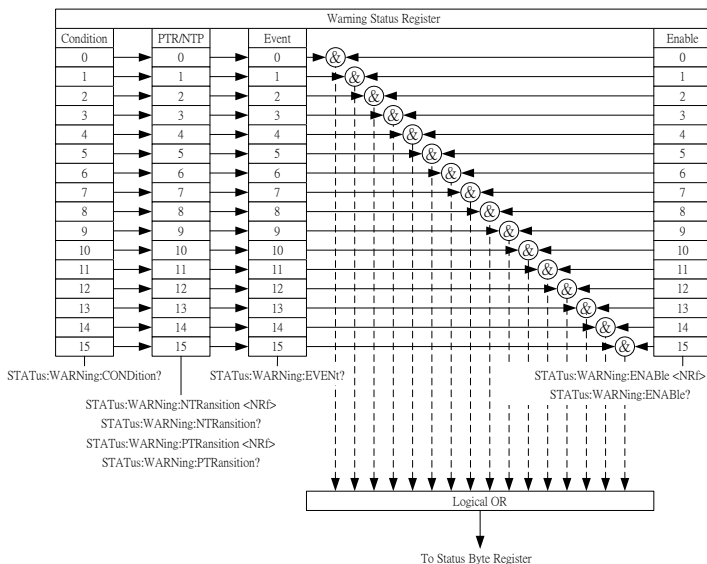 Warning Status Register
Condition PTR/NTP Event Enable
0 0 0 & 0
1 1 1 & 1
2 2 2 & 2
3 3 3 & 3
4 4 4 & 4
5 5 5 & 5
6 6 6 & 6
7 7 7 & 7
8 8 8 & 8
9 9 9 & 9
10 10 10 & 10
11 11 11 & 11
12 12 12 & 12
13 13 13 & 13
14 14 14 & 14
15 15 15 & 15
STATus:WARNing:CONDition? STATus:WARNing:EVENt? STATus:WARNing:ENABle <NRf>
STATus:WARNing:ENABle?
STATus:WARNing:NTRansition <NRf>
STATus:WARNing:NTRansition?
STATus:WARNing:PTRansition <NRf>
STATus:WARNing:PTRansition?
Logical OR
To Status Byte Register